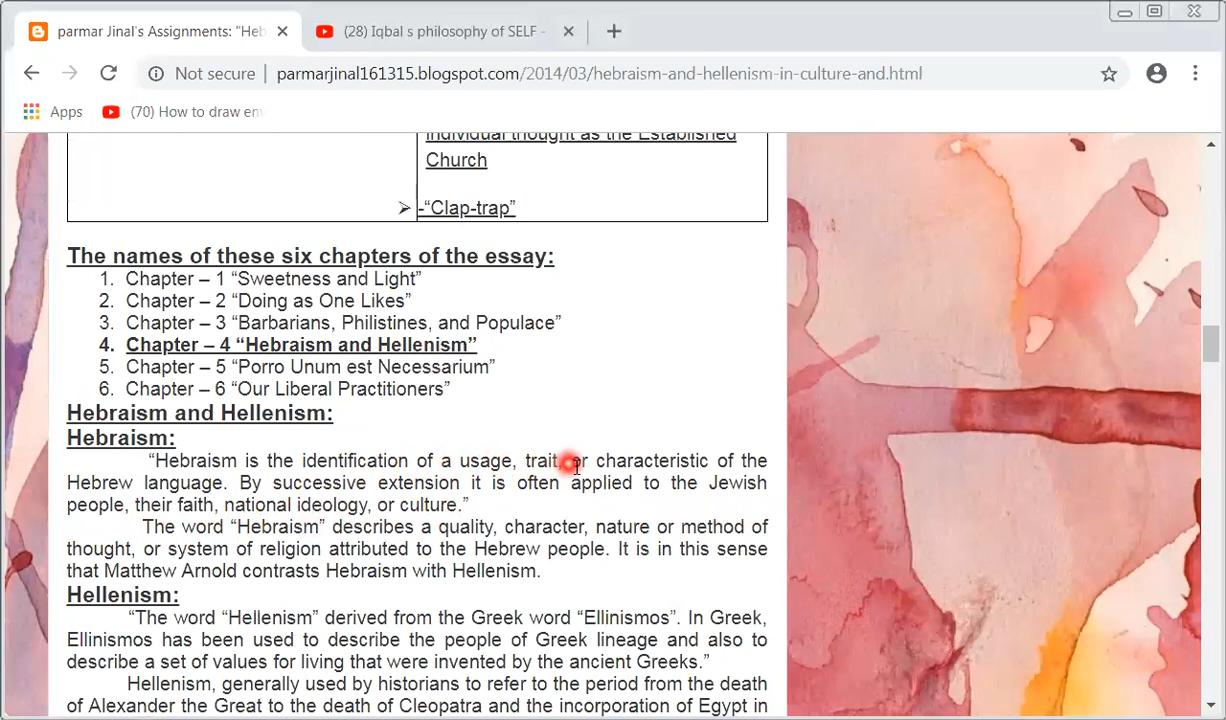 parmar Jinal's Assignments: "Heb
(28) Iqbal s philosophy of SELF -
Not secure | parmarjinal161315.blogspot.com/2014/03/hebraism-and-hellenism-in-culture-and.html
Apps (70) How to draw env
Individual thought as the Established
Church
➢ -“Clap-trap”
The names of these six chapters of the essay:
1. Chapter – 1 “Sweetness and Light”
2. Chapter – 2 “Doing as One Likes”
3. Chapter – 3 “Barbarians, Philistines, and Populace”
4. Chapter – 4 “Hebraism and Hellenism”
5. Chapter – 5 “Porro Unum est Necessarium”
6. Chapter – 6 “Our Liberal Practitioners”
Hebraism and Hellenism:
Hebraism:
“Hebraism is the identification of a usage, trait, or characteristic of the
Hebrew language. By successive extension it is often applied to the Jewish
people, their faith, national ideology, or culture.”
The word “Hebraism” describes a quality, character, nature or method of
thought, or system of religion attributed to the Hebrew people. It is in this sense
that Matthew Arnold contrasts Hebraism with Hellenism.
Hellenism:
“The word “Hellenism” derived from the Greek word “Ellinismos”. In Greek,
Ellinismos has been used to describe the people of Greek lineage and also to
describe a set of values for living that were invented by the ancient Greeks.”
Hellenism, generally used by historians to refer to the period from the death
of Alexander the Great to the death of Cleopatra and the incorporation of Egypt in